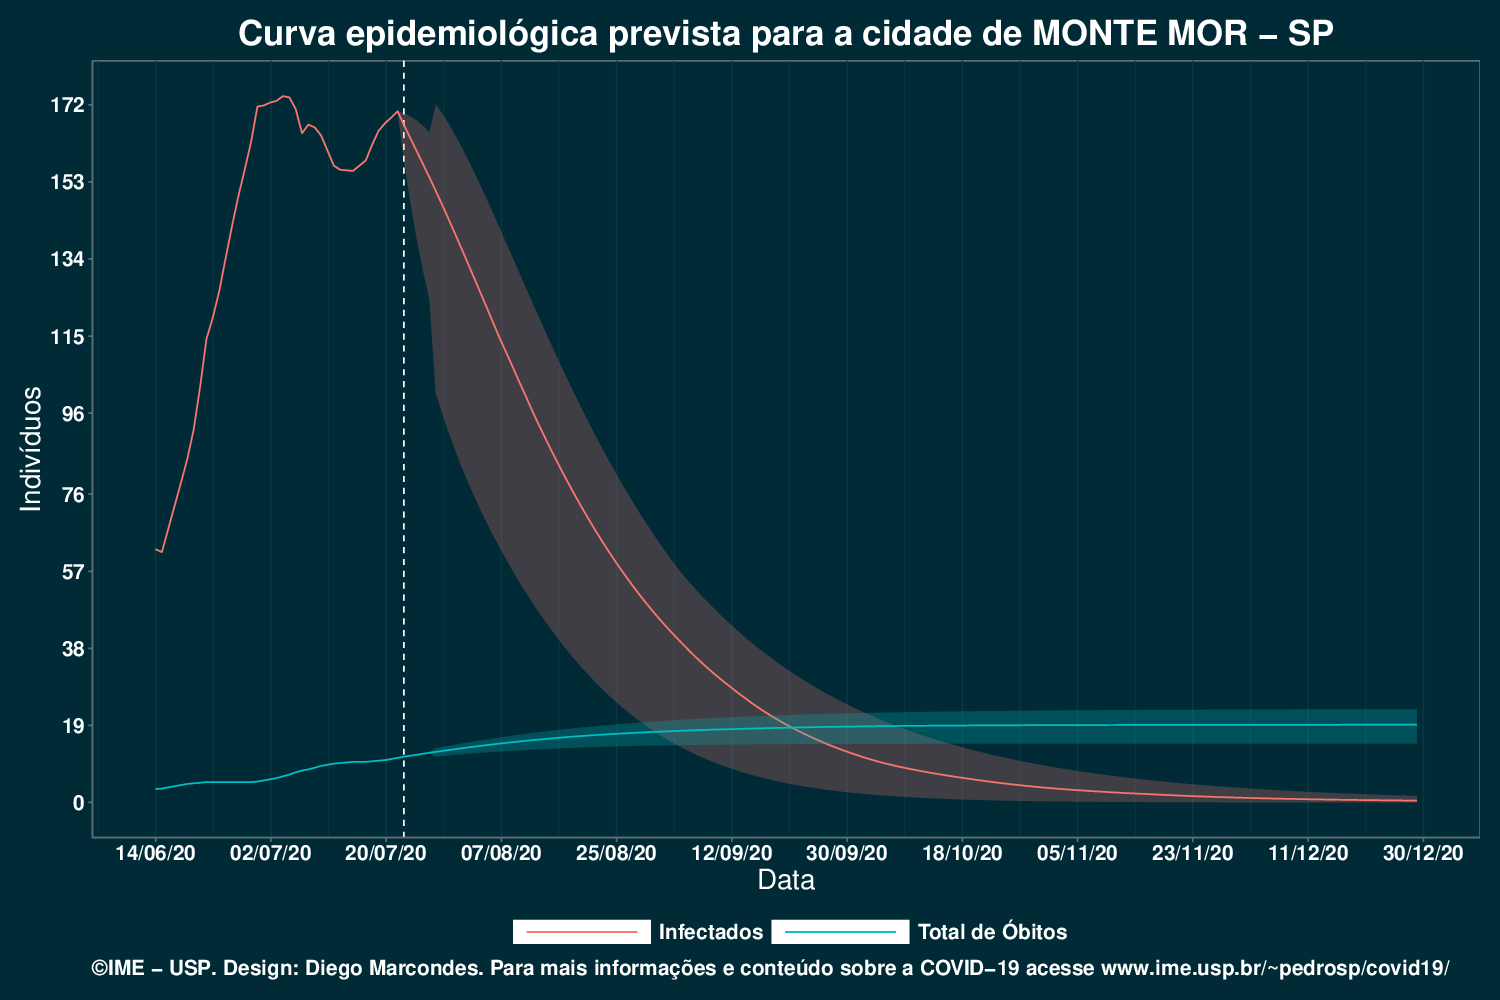 Curva epidemiológica prevista para a cidade de MONTE MOR – SP
172
153
134
115
96
76
57
38
19
0
Indivíduos
14/06/20 02/07/20 20/07/20 07/08/20 25/08/20 12/09/20 30/09/20 18/10/20 05/11/20 23/11/20 11/12/20 30/12/20
Data
Infectados Total de Óbitos
©IME – USP. Design: Diego Marcondes. Para mais informações e conteúdo sobre a COVID–19 acesse www.ime.usp.br/~pedrosp/covid19/